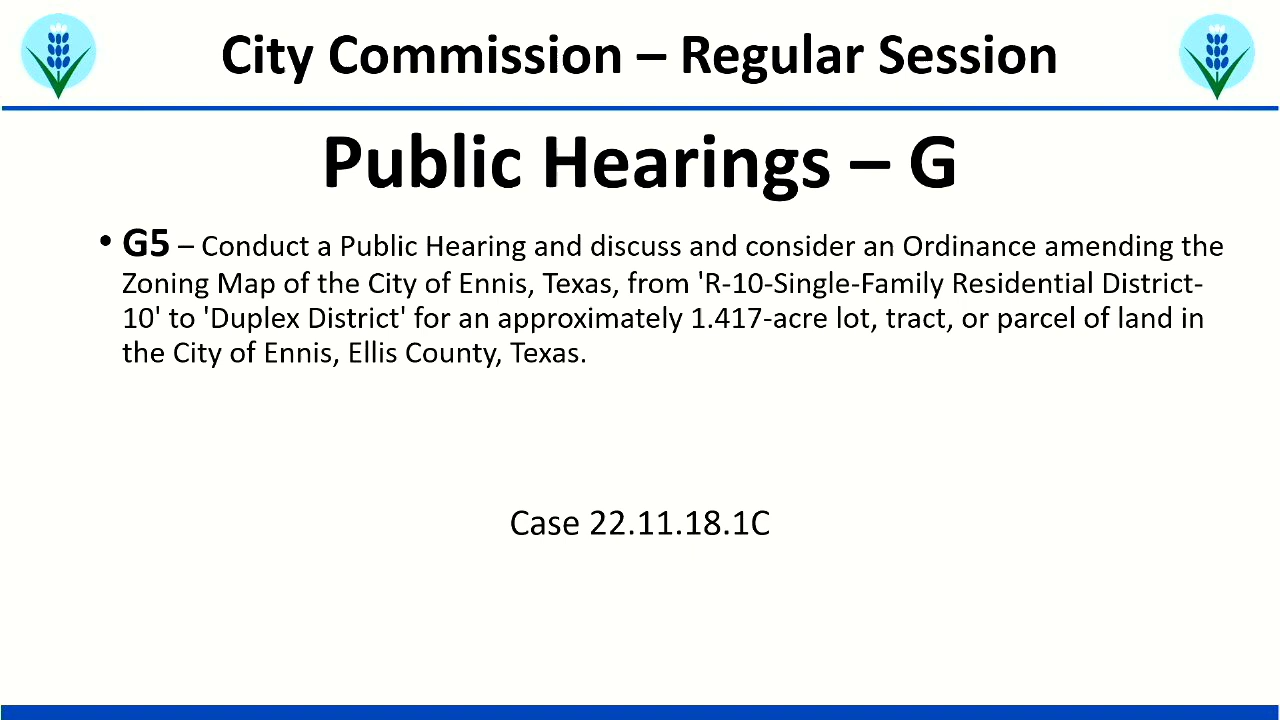 City Commission – Regular Session
Public Hearings – G
• G5 – Conduct a Public Hearing and discuss and consider an Ordinance amending the
Zoning Map of the City of Ennis, Texas, from 'R-10-Single-Family Residential District-
10' to 'Duplex District' for an approximately 1.417-acre lot, tract, or parcel of land in
the City of Ennis, Ellis County, Texas.
Case 22.11.18.1C